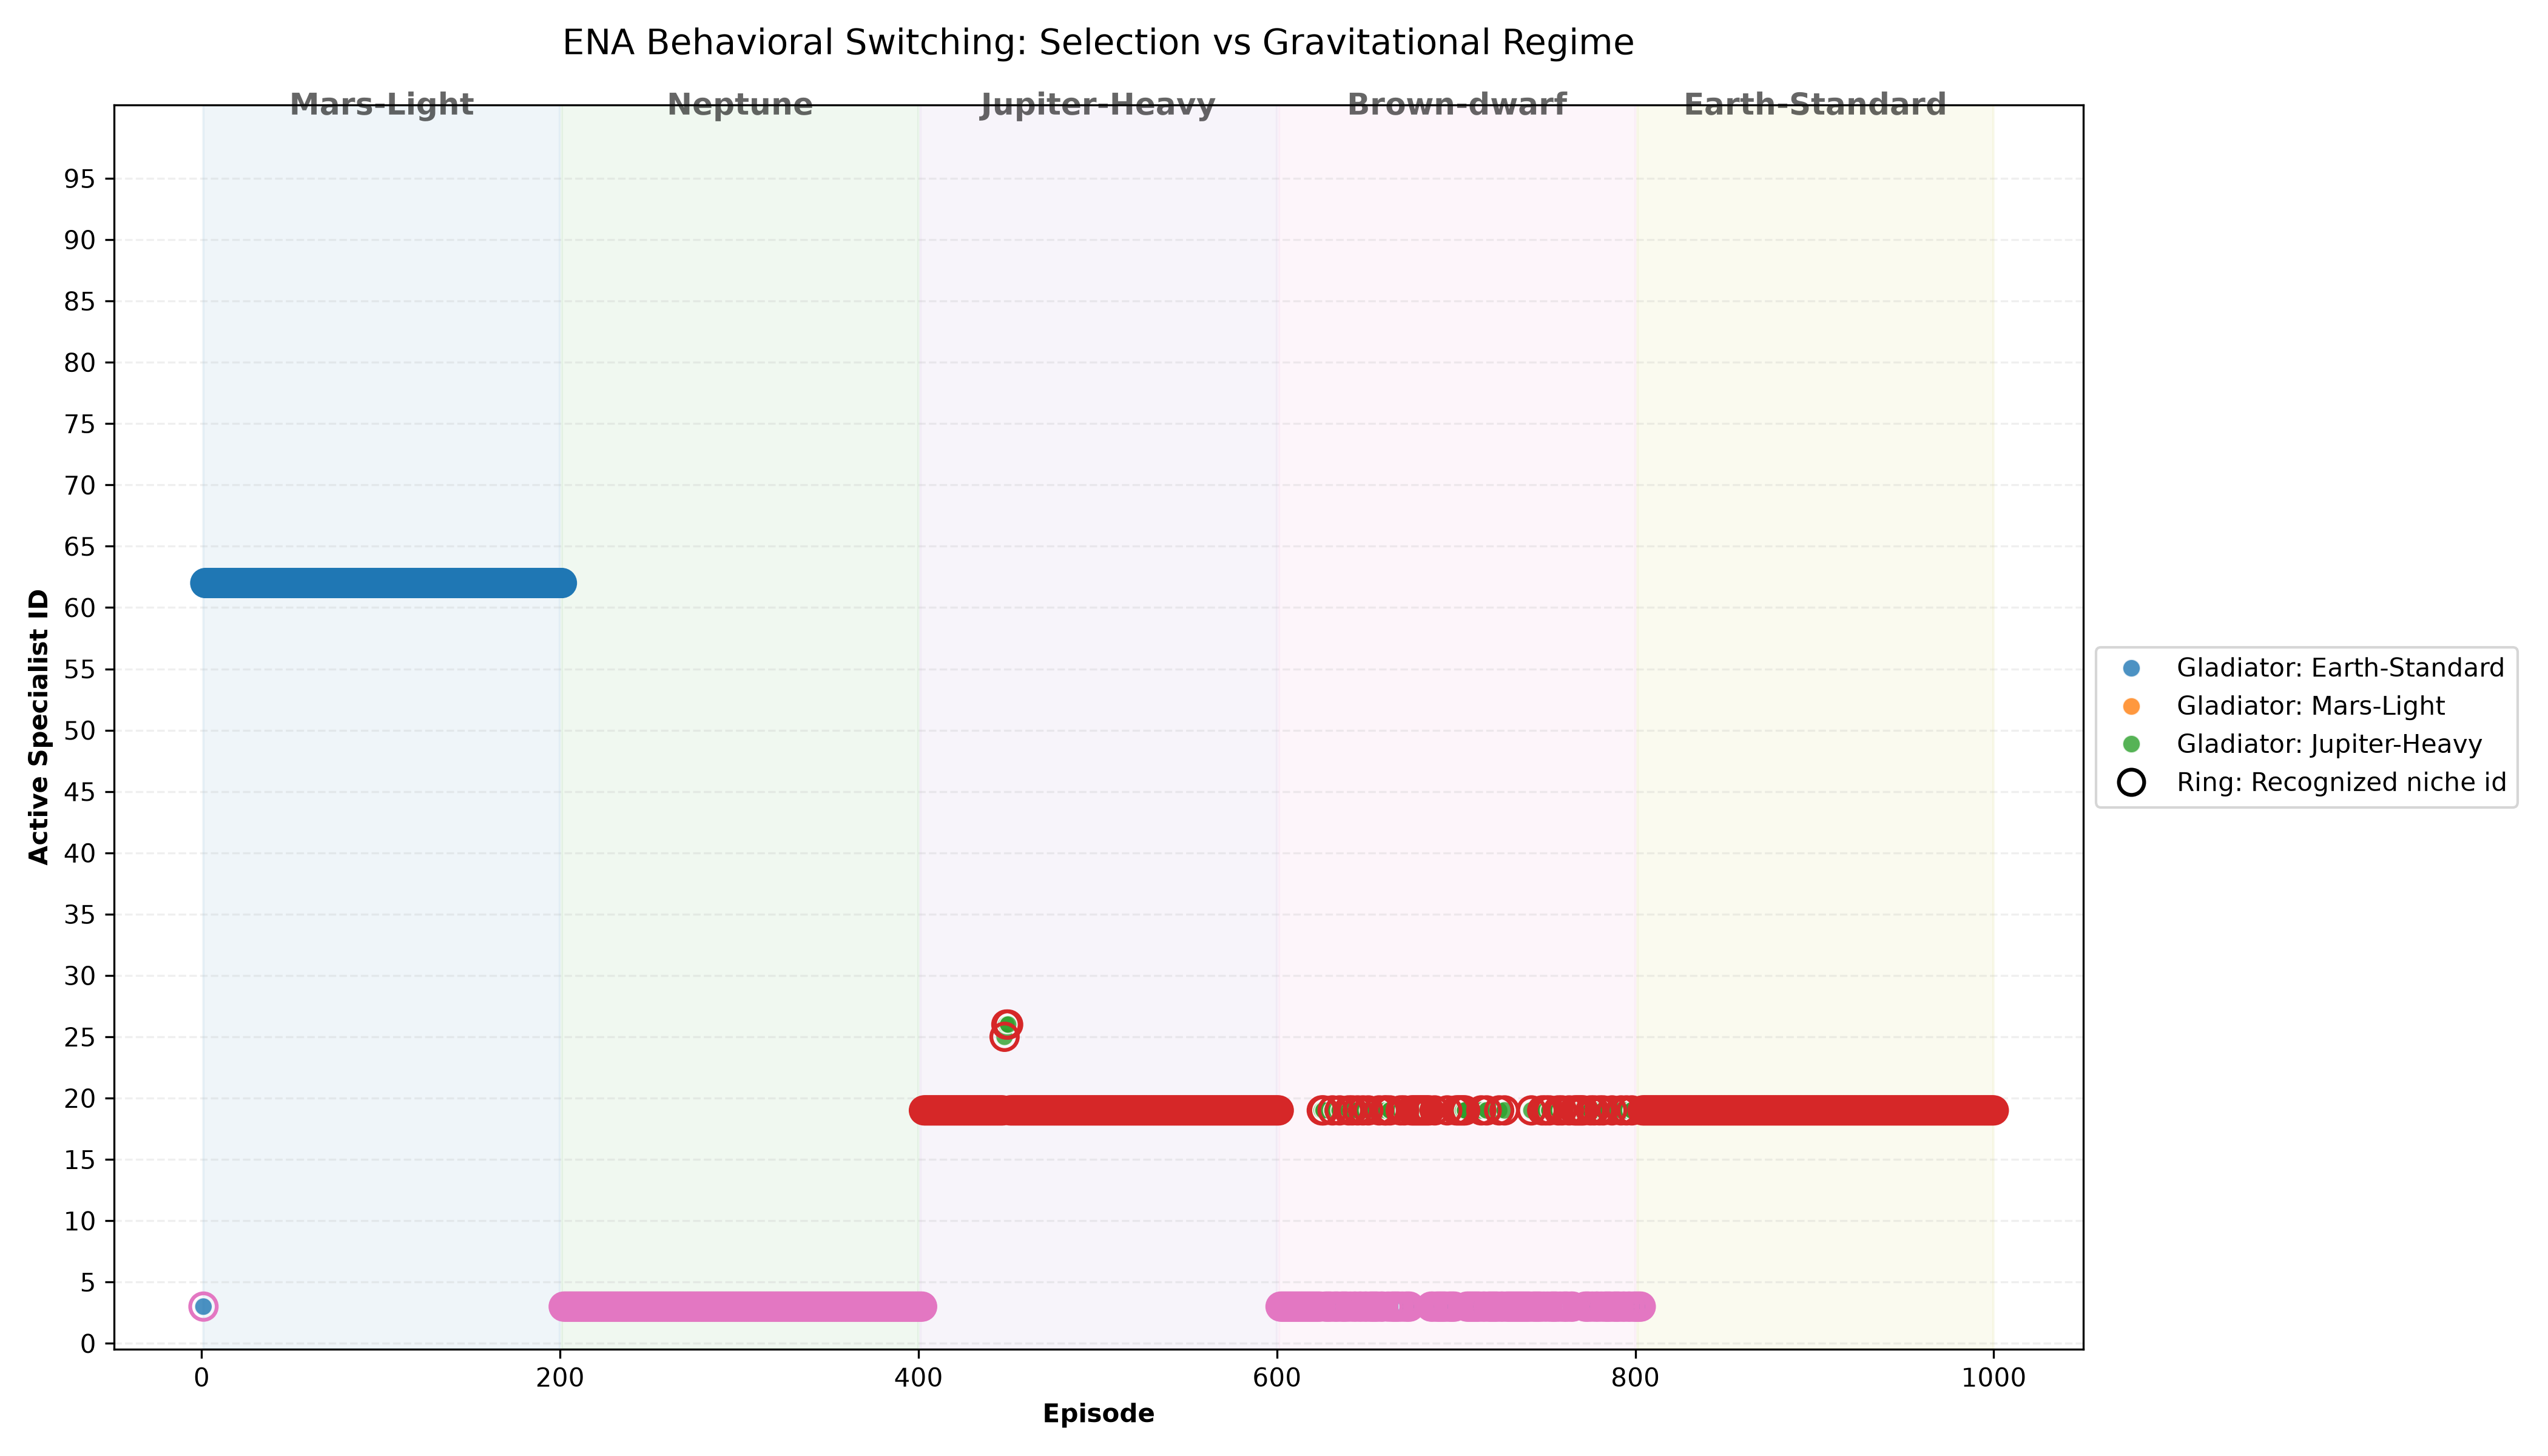 ENA Behavioral Switching: Selection vs Gravitational Regime
Mars-Light Neptune Jupiter-Heavy Brown-dwarf Earth-Standard
95
90
85
80
75
70
65
60
55
50
45
40
35
30
25
20
15
10
5
0
Active Specialist ID
0 200 400 600 800 1000
Episode
Gladiator: Earth-Standard
Gladiator: Mars-Light
Gladiator: Jupiter-Heavy
Ring: Recognized niche id